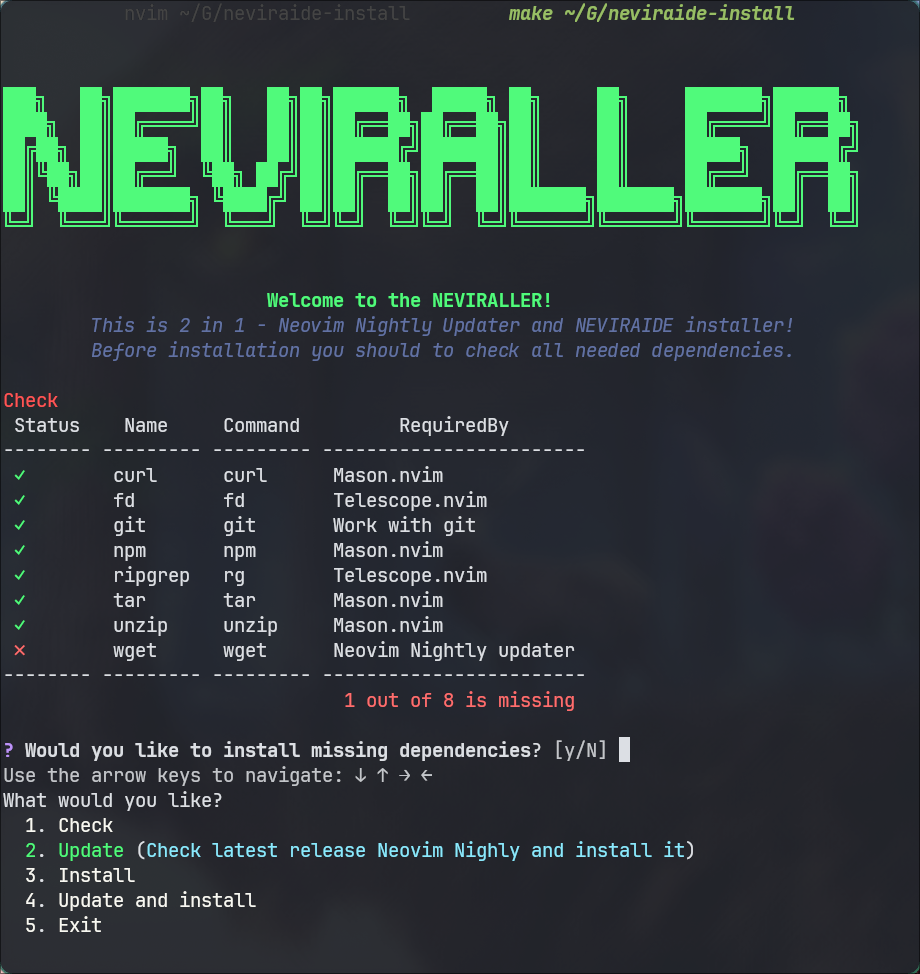 nvim ~/G/neviraide-install make ~/G/neviraide-install
NEVIRALLER
Welcome to the NEVIRALLER!
This is 2 in 1 - Neovim Nightly Updater and NEVIRAIDE installer!
Before installation you should to check all needed dependencies.
Check
Status Name Command RequiredBy
-------- --------- --------- ------------------------
✓ curl curl Mason.nvim
✓ fd fd Telescope.nvim
✓ git git Work with git
✓ npm npm Mason.nvim
✓ ripgrep rg Telescope.nvim
✓ tar tar Mason.nvim
✓ unzip unzip Mason.nvim
✗ wget wget Neovim Nightly updater
-------- --------- --------- ------------------------
1 out of 8 is missing
? Would you like to install missing dependencies? [y/N]
Use the arrow keys to navigate: ↓ ↑ → ←
What would you like?
1. Check
2. Update (Check latest release Neovim Nighly and install it)
3. Install
4. Update and install
5. Exit